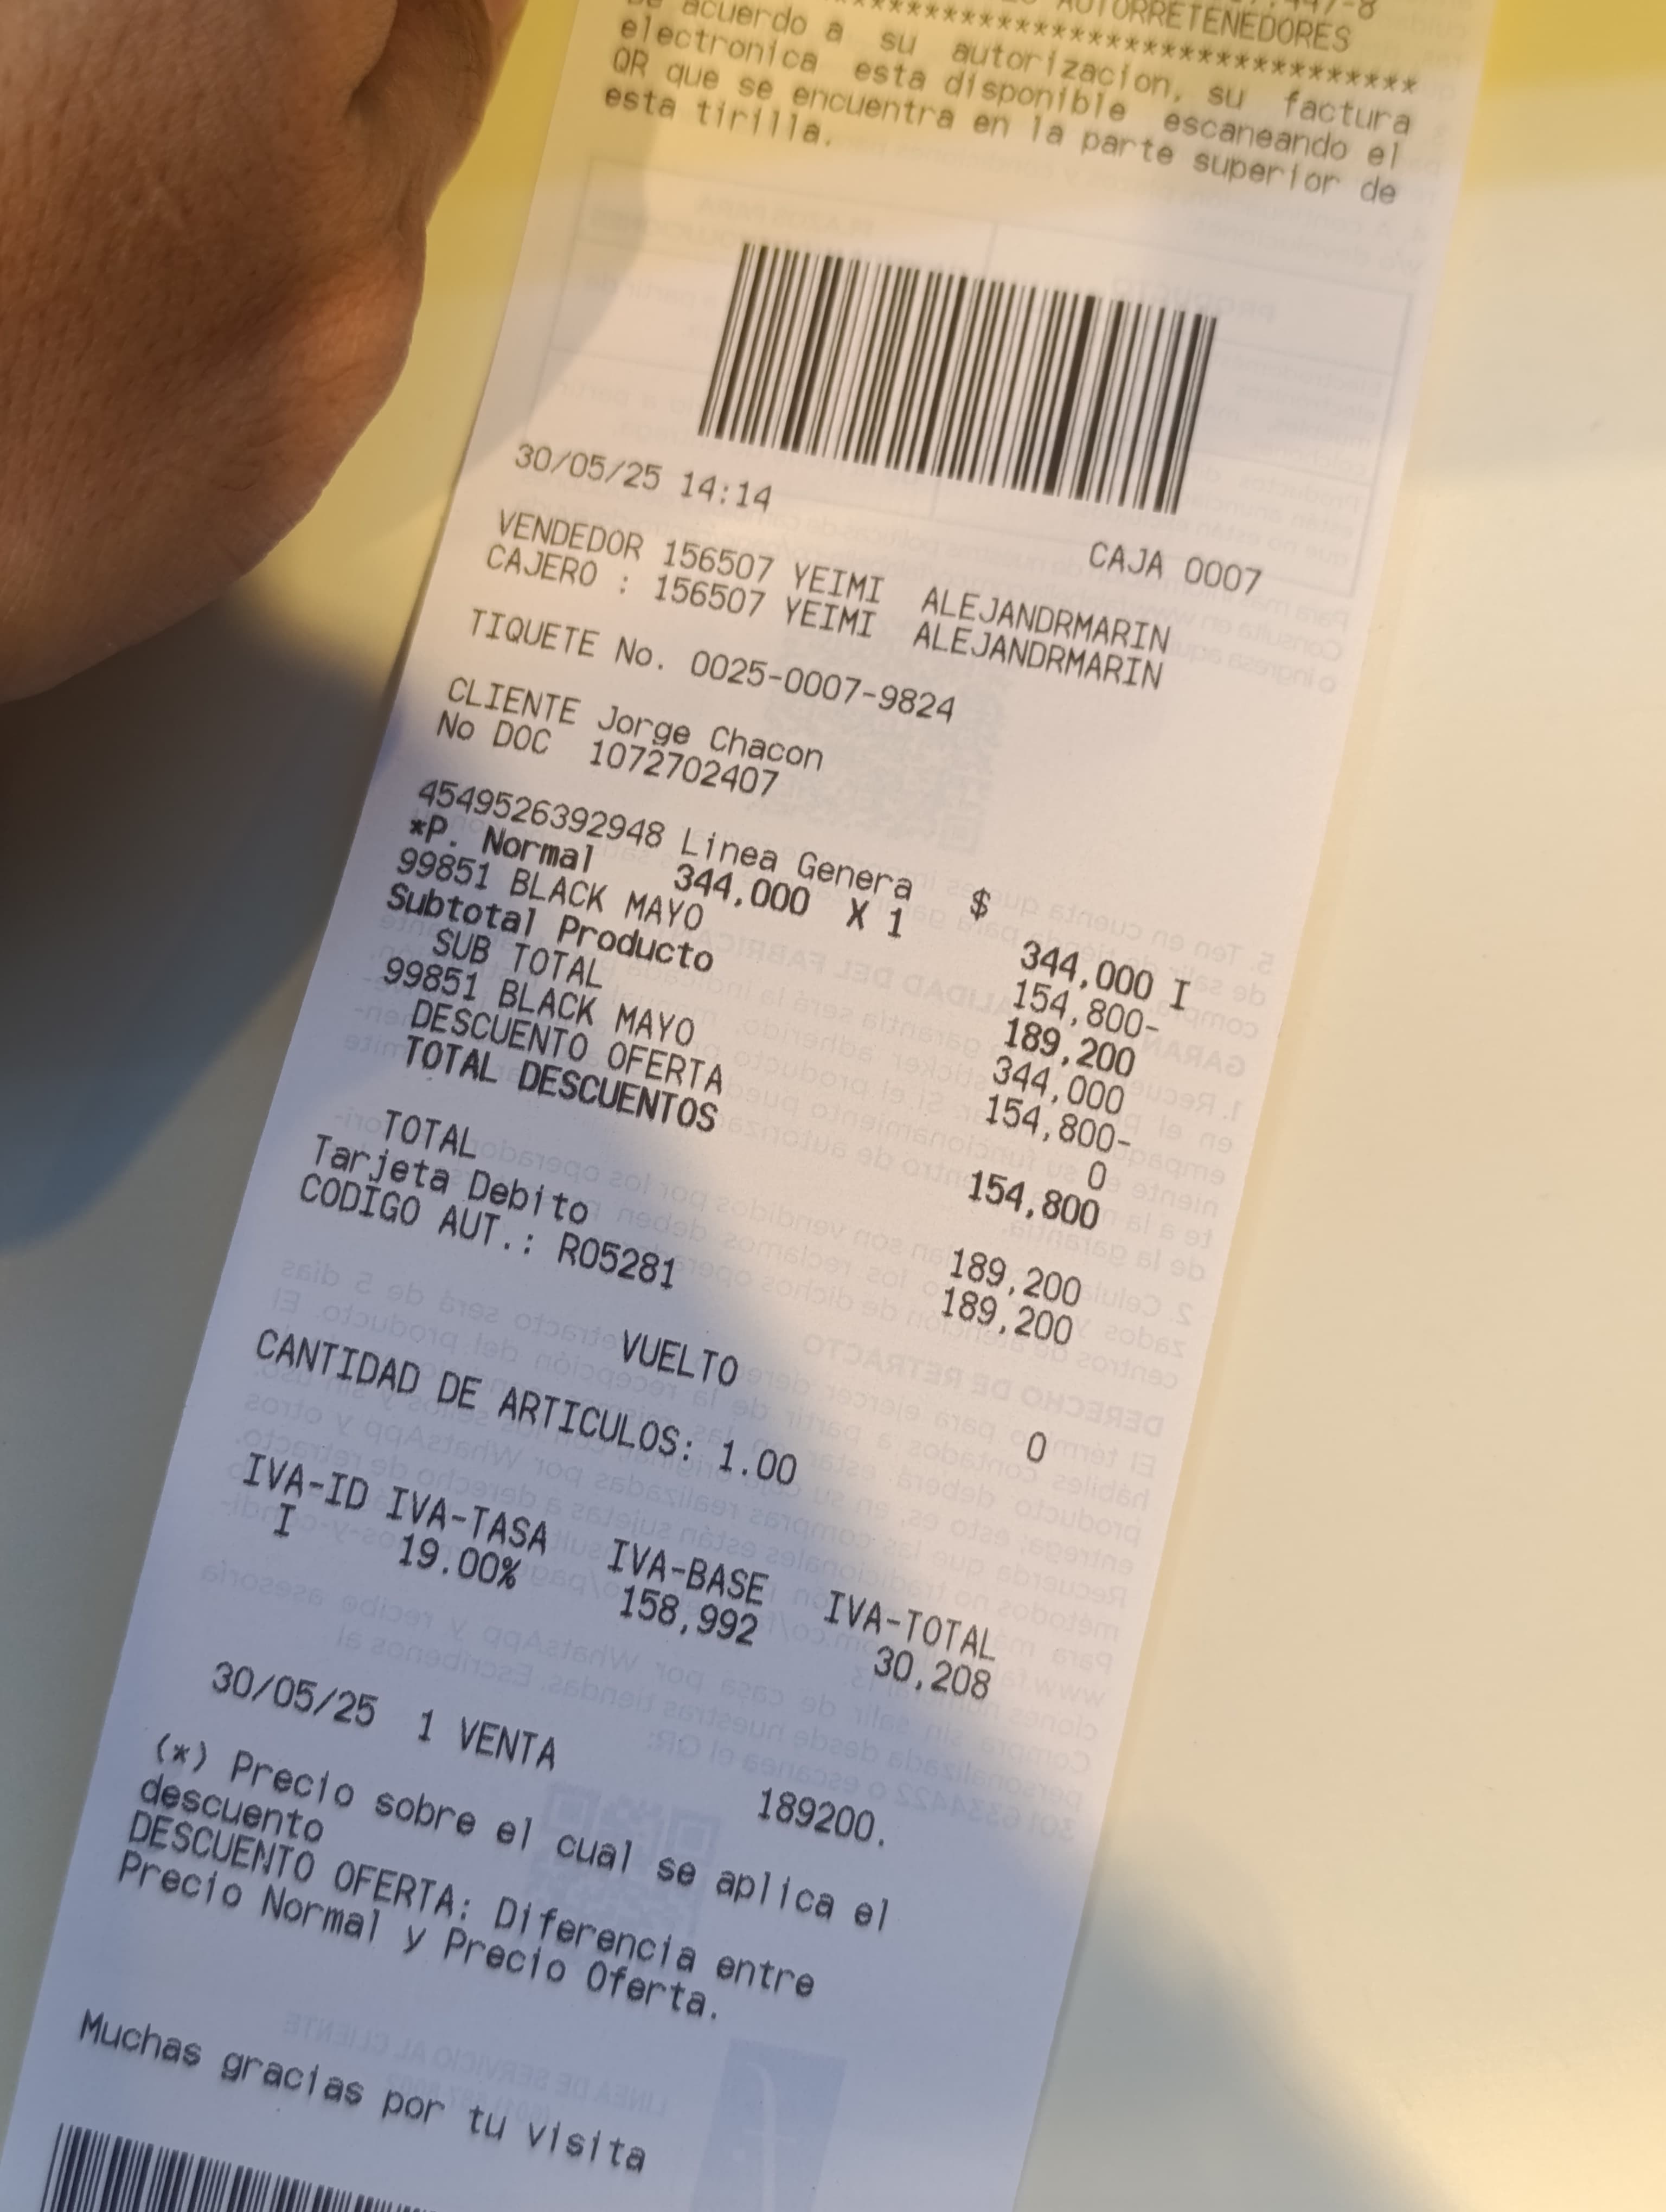 AUTORRETENEDORES
acuerdo a su autorizacion, su factura
electronica esta disponible escaneando el
QR que se encuentra en la parte superior de
esta tirilla.
30/05/25 14:14
CAJA 0007
VENDEDOR 156507 YEIMI ALEJANDRMARIN
CAJERO : 156507 YEIMI ALEJANDRMARIN
TIQUETE No. 0025-0007-9824
CLIENTE Jorge Chacon
No DOC 1072702407
4549526392948 Linea Genera $ 344,000 I
*P. Normal 344,000 X 1
99851 BLACK MAYO 154,800-
Subtotal Producto 189,200
SUB TOTAL 344,000
99851 BLACK MAYO 154,800-
DESCUENTO OFERTA 0
TOTAL DESCUENTOS 154,800
TOTAL 189,200
Tarjeta Debito 189,200
CODIGO AUT.: R05281
VUELTO 0
CANTIDAD DE ARTICULOS: 1.00
IVA-ID IVA-TASA IVA-BASE IVA-TOTAL
I 19.00% 158,992 30,208
30/05/25 1 VENTA 189200.
(*) Precio sobre el cual se aplica el
descuento
DESCUENTO OFERTA: Diferencia entre
Precio Normal y Precio Oferta.
Muchas gracias por tu visita